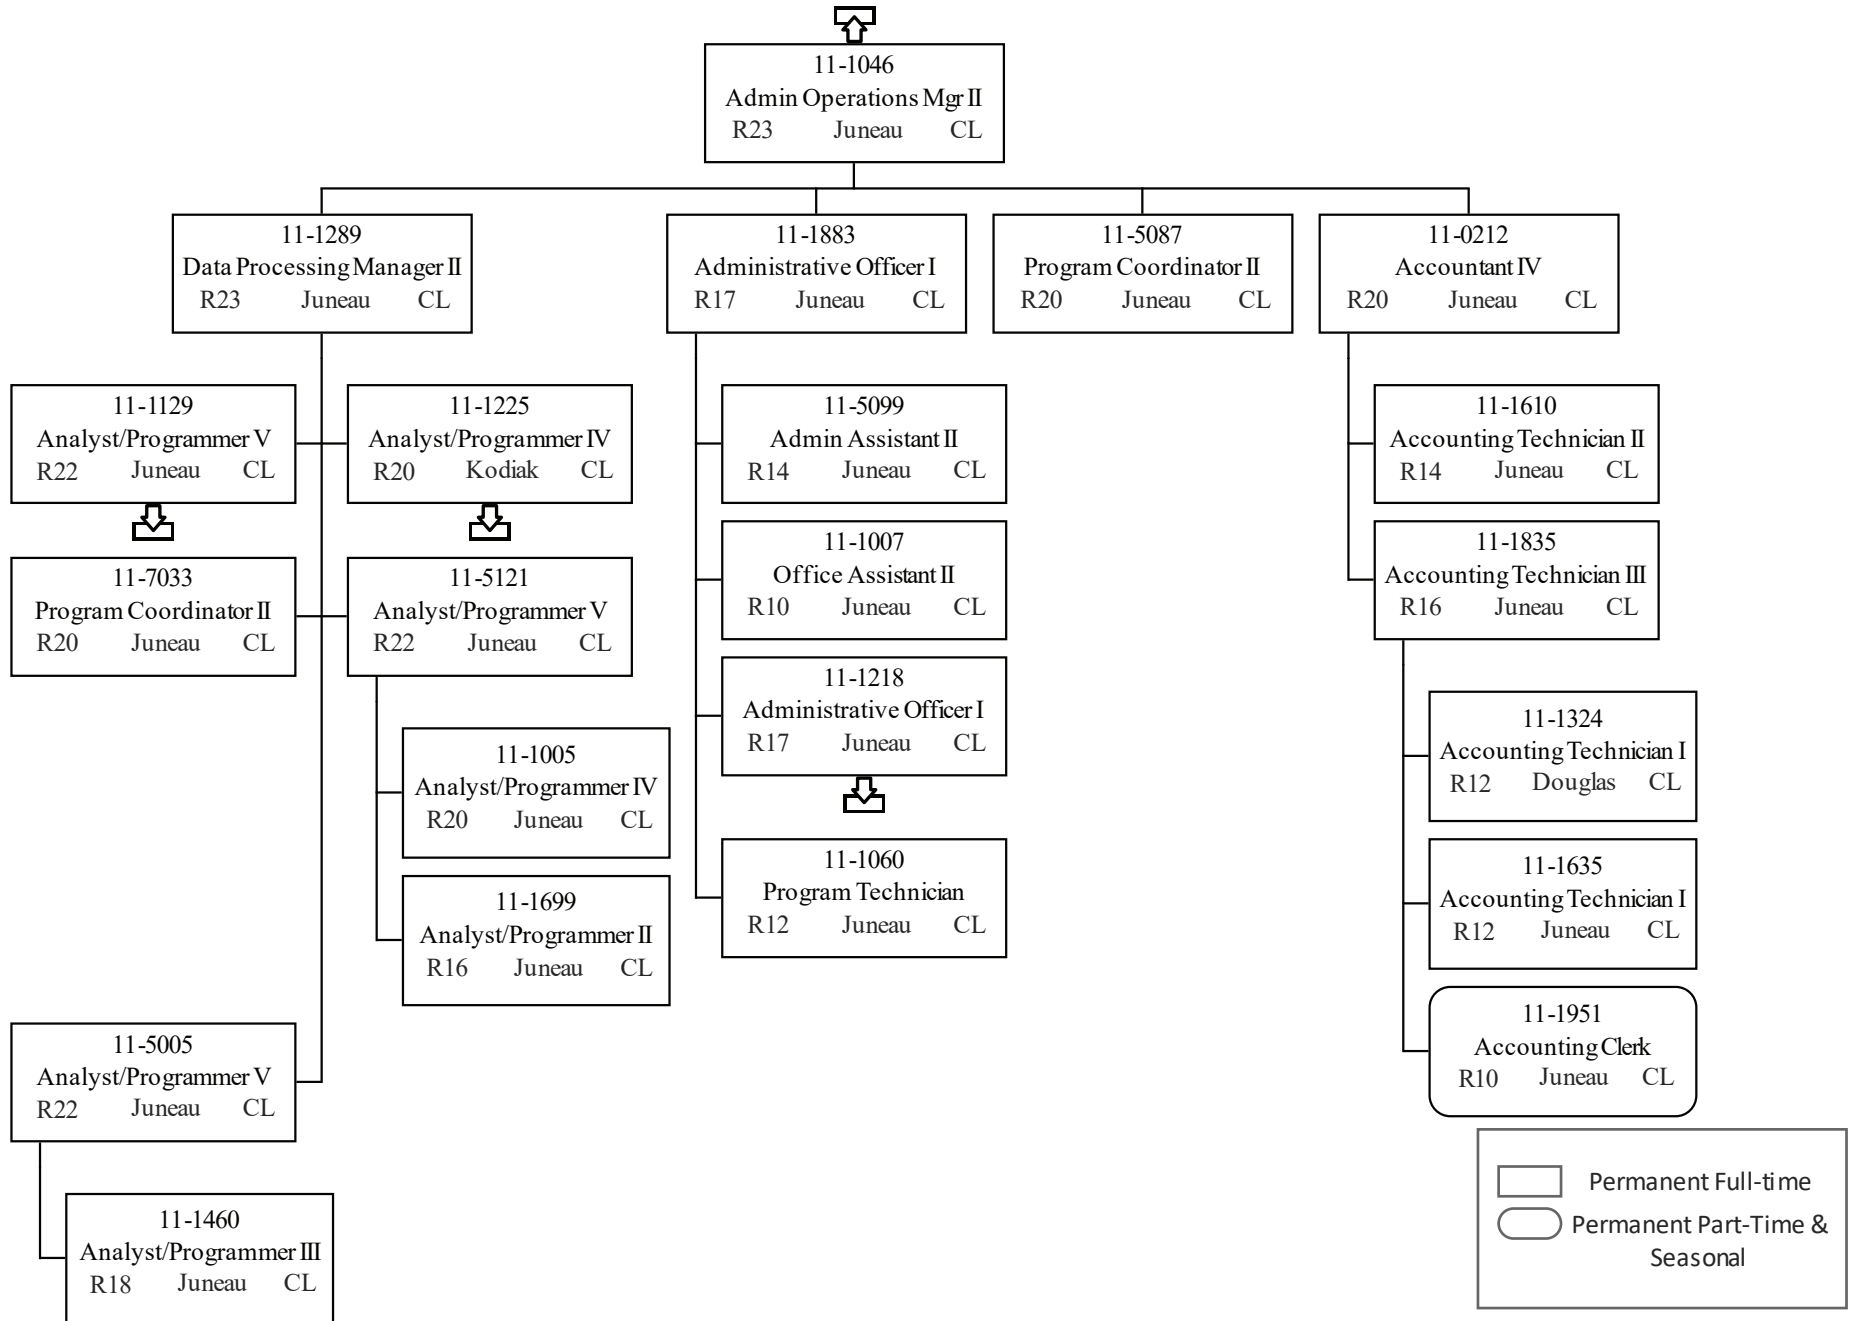 11-1046
Admin Operations Mgr II
R23 Juneau CL
11-1289
Data Processing Manager II
R23 Juneau CL
11-1883
Administrative Officer I
R17 Juneau CL
11-5087
Program Coordinator II
R20 Juneau CL
11-0212
Accountant IV
R20 Juneau CL
11-1129
Analyst/Programmer V
R22 Juneau CL
11-1225
Analyst/Programmer IV
R20 Kodiak CL
11-7033
Program Coordinator II
R20 Juneau CL
11-5121
Analyst/Programmer V
R22 Juneau CL
11-1005
Analyst/Programmer IV
R20 Juneau CL
11-1699
Analyst/Programmer II
R16 Juneau CL
11-5005
Analyst/Programmer V
R22 Juneau CL
11-1460
Analyst/Programmer III
R18 Juneau CL
11-5099
Admin Assistant II
R14 Juneau CL
11-1007
Office Assistant II
R10 Juneau CL
11-1218
Administrative Officer I
R17 Juneau CL
11-1060
Program Technician
R12 Juneau CL
11-1610
Accounting Technician II
R14 Juneau CL
11-1835
Accounting Technician III
R16 Juneau CL
11-1324
Accounting Technician I
R12 Douglas CL
11-1635
Accounting Technician I
R12 Juneau CL
11-1951
Accounting Clerk
R10 Juneau CL
Permanent Full-time
Permanent Part-Time &
Seasonal